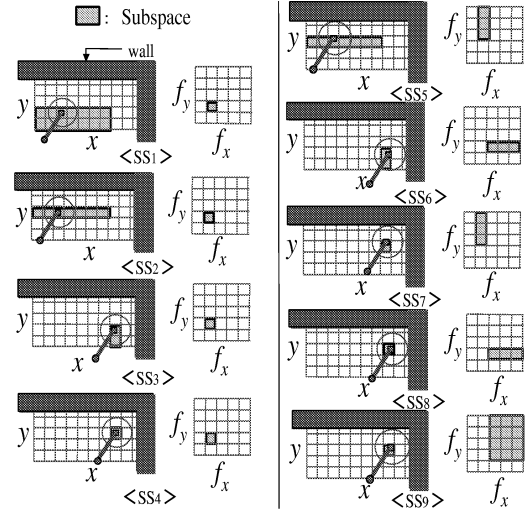 : Subspace
wall
y
x
f_y
f_x
<SS1>
y
x
f_y
f_x
<SS2>
y
x
f_y
f_x
<SS3>
y
x
f_y
f_x
<SS4>
y
x
f_y
f_x
<SS5>
y
x
f_y
f_x
<SS6>
y
x
f_y
f_x
<SS7>
y
x
f_y
f_x
<SS8>
y
x
f_y
f_x
<SS9>